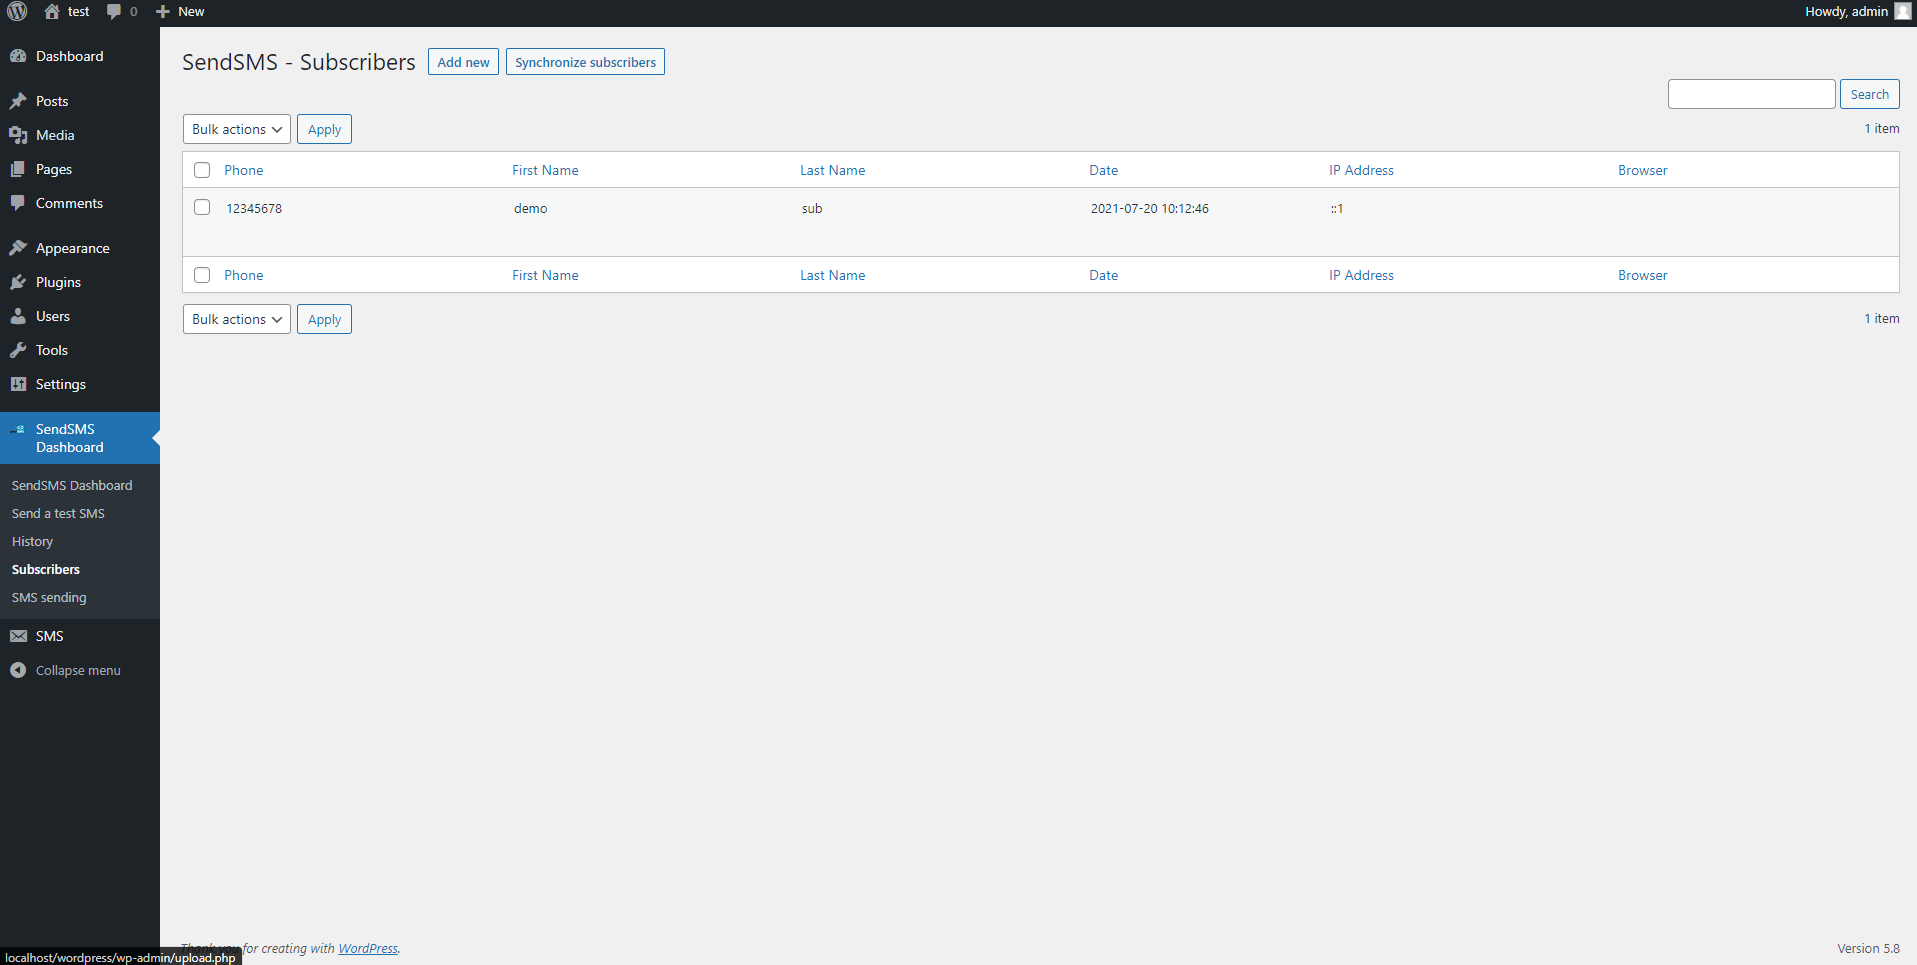 test
0
New
Howdy, admin
Dashboard
Posts
Media
Pages
Comments
Appearance
Plugins
Users
Tools
Settings
SendSMS
Dashboard
SendSMS Dashboard
Send a test SMS
History
Subscribers
SMS sending
SMS
Collapse menu
SendSMS - Subscribers Add new Synchronize subscribers
Search
Bulk actions Apply 1 item
Phone First Name Last Name Date IP Address Browser
12345678 demo sub 2021-07-20 10:12:46 ::1
Phone First Name Last Name Date IP Address Browser
Bulk actions Apply 1 item
Thank you for creating with WordPress.
Version 5.8
localhost/wordpress/wp-admin/upload.php